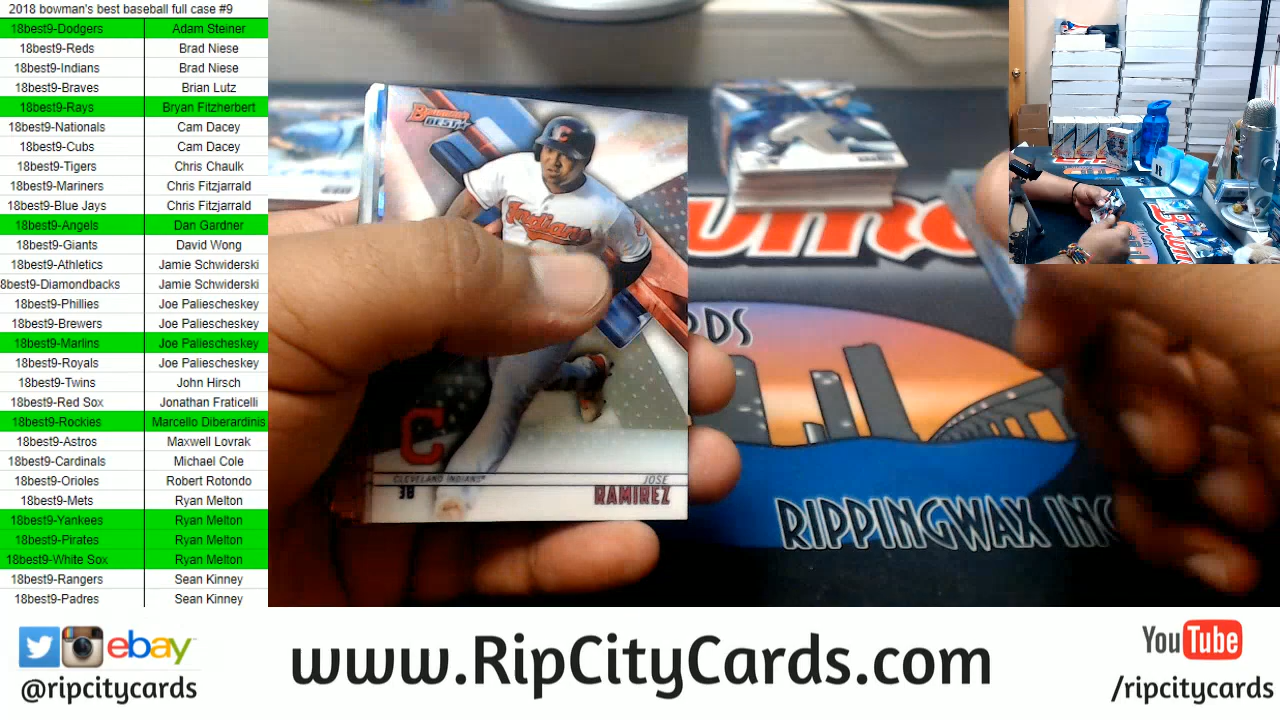 2018 bowman's best baseball full case #9
18best9-Dodgers Adam Steiner
18best9-Reds Brad Niese
18best9-Indians Brad Niese
18best9-Braves Brian Lutz
18best9-Rays Bryan Fitzherbert
18best9-Nationals Cam Dacey
18best9-Cubs Cam Dacey
18best9-Tigers Chris Chaulk
18best9-Mariners Chris Fitzjarrald
18best9-Blue Jays Chris Fitzjarrald
18best9-Angels Dan Gardner
18best9-Giants David Wong
18best9-Athletics Jamie Schwiderski
8best9-Diamondbacks Jamie Schwiderski
18best9-Phillies Joe Paliescheskey
18best9-Brewers Joe Paliescheskey
18best9-Marlins Joe Paliescheskey
18best9-Royals Joe Paliescheskey
18best9-Twins John Hirsch
18best9-Red Sox Jonathan Fraticelli
18best9-Rockies Marcello Diberardinis
18best9-Astros Maxwell Lovrak
18best9-Cardinals Michael Cole
18best9-Orioles Robert Rotondo
18best9-Mets Ryan Melton
18best9-Yankees Ryan Melton
18best9-Pirates Ryan Melton
18best9-White Sox Ryan Melton
18best9-Rangers Sean Kinney
18best9-Padres Sean Kinney
BOWMAN
BEST
Indians
C
CLEVELAND INDIANS
3B
JOSE
RAMIREZ
RDS
RIPPINGWAX INC
ebay
@ripcitycards
www.RipCityCards.com
YouTube
/ripcitycards